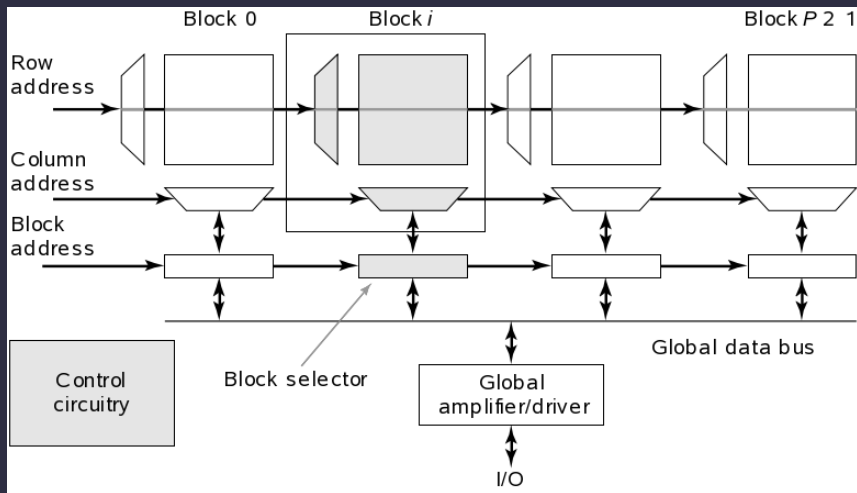 Block 0
Block i
Block P 2 1
Row
address
Column
address
Block
address
Global data bus
Block selector
Control
circuitry
Global
amplifier/driver
I/O